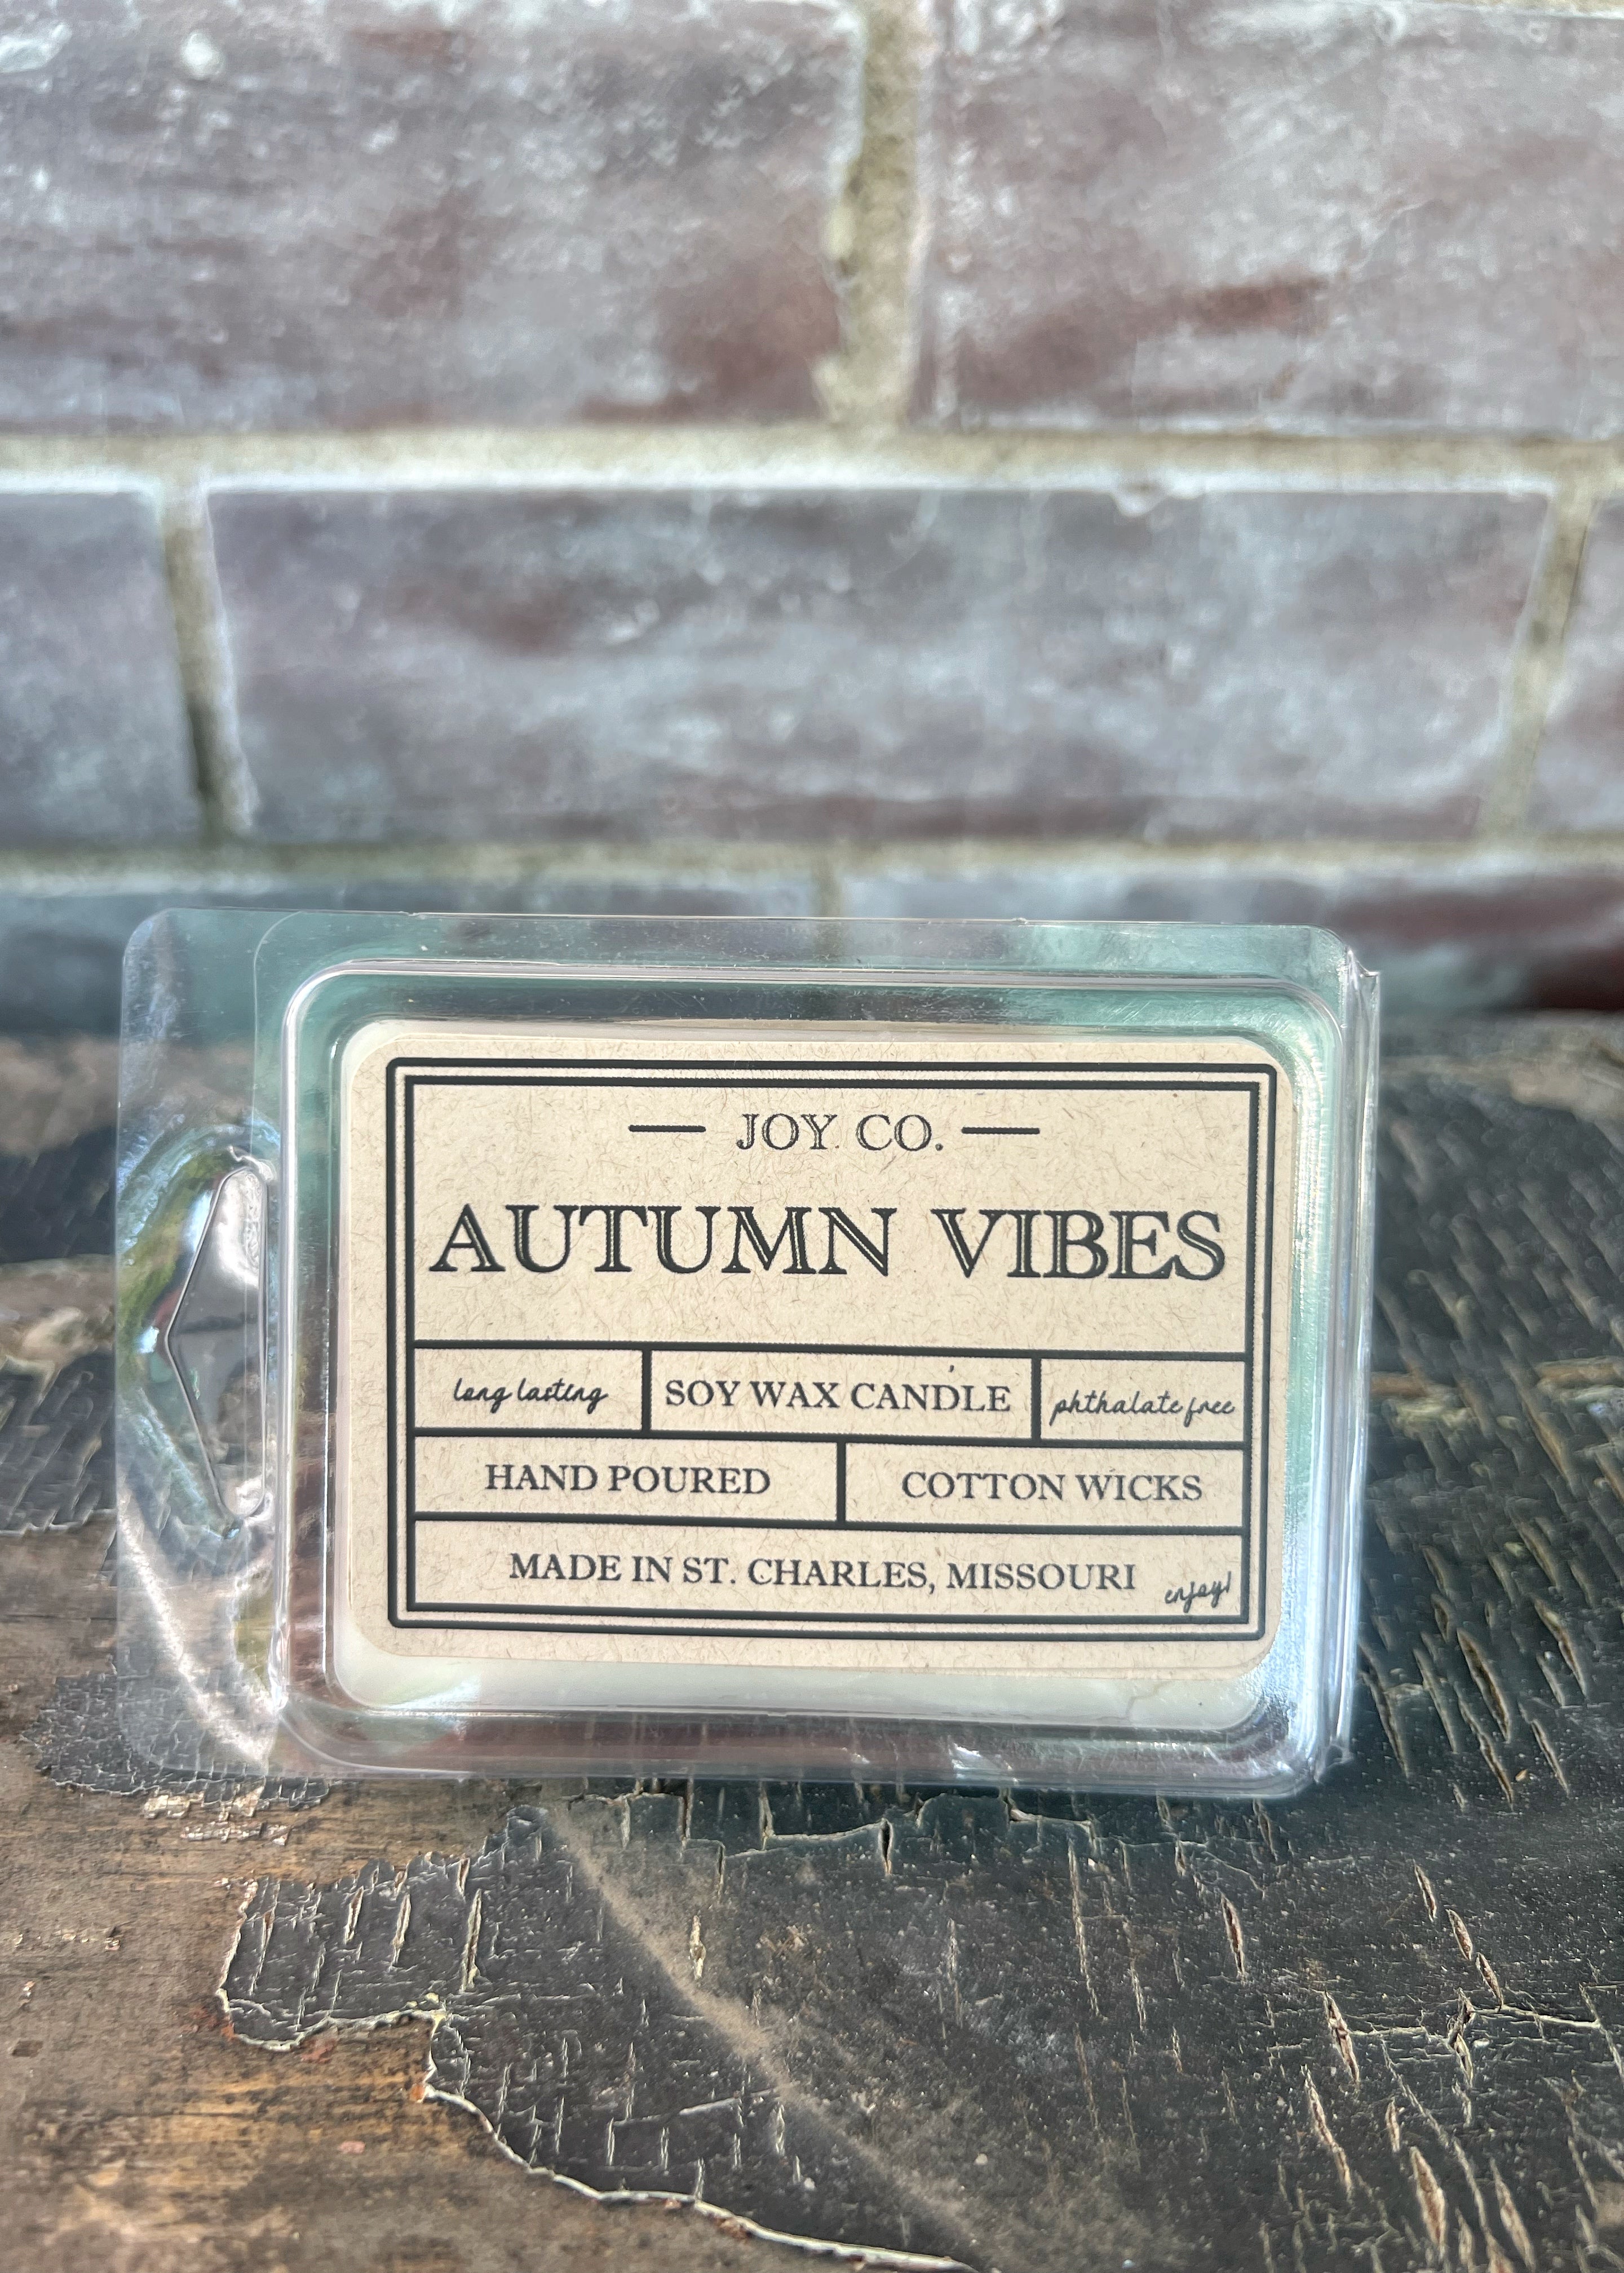 — JOY CO. —
AUTUMN VIBES
long lasting SOY WAX CANDLE phthalate free
HAND POURED COTTON WICKS
MADE IN ST. CHARLES, MISSOURI enjoy!